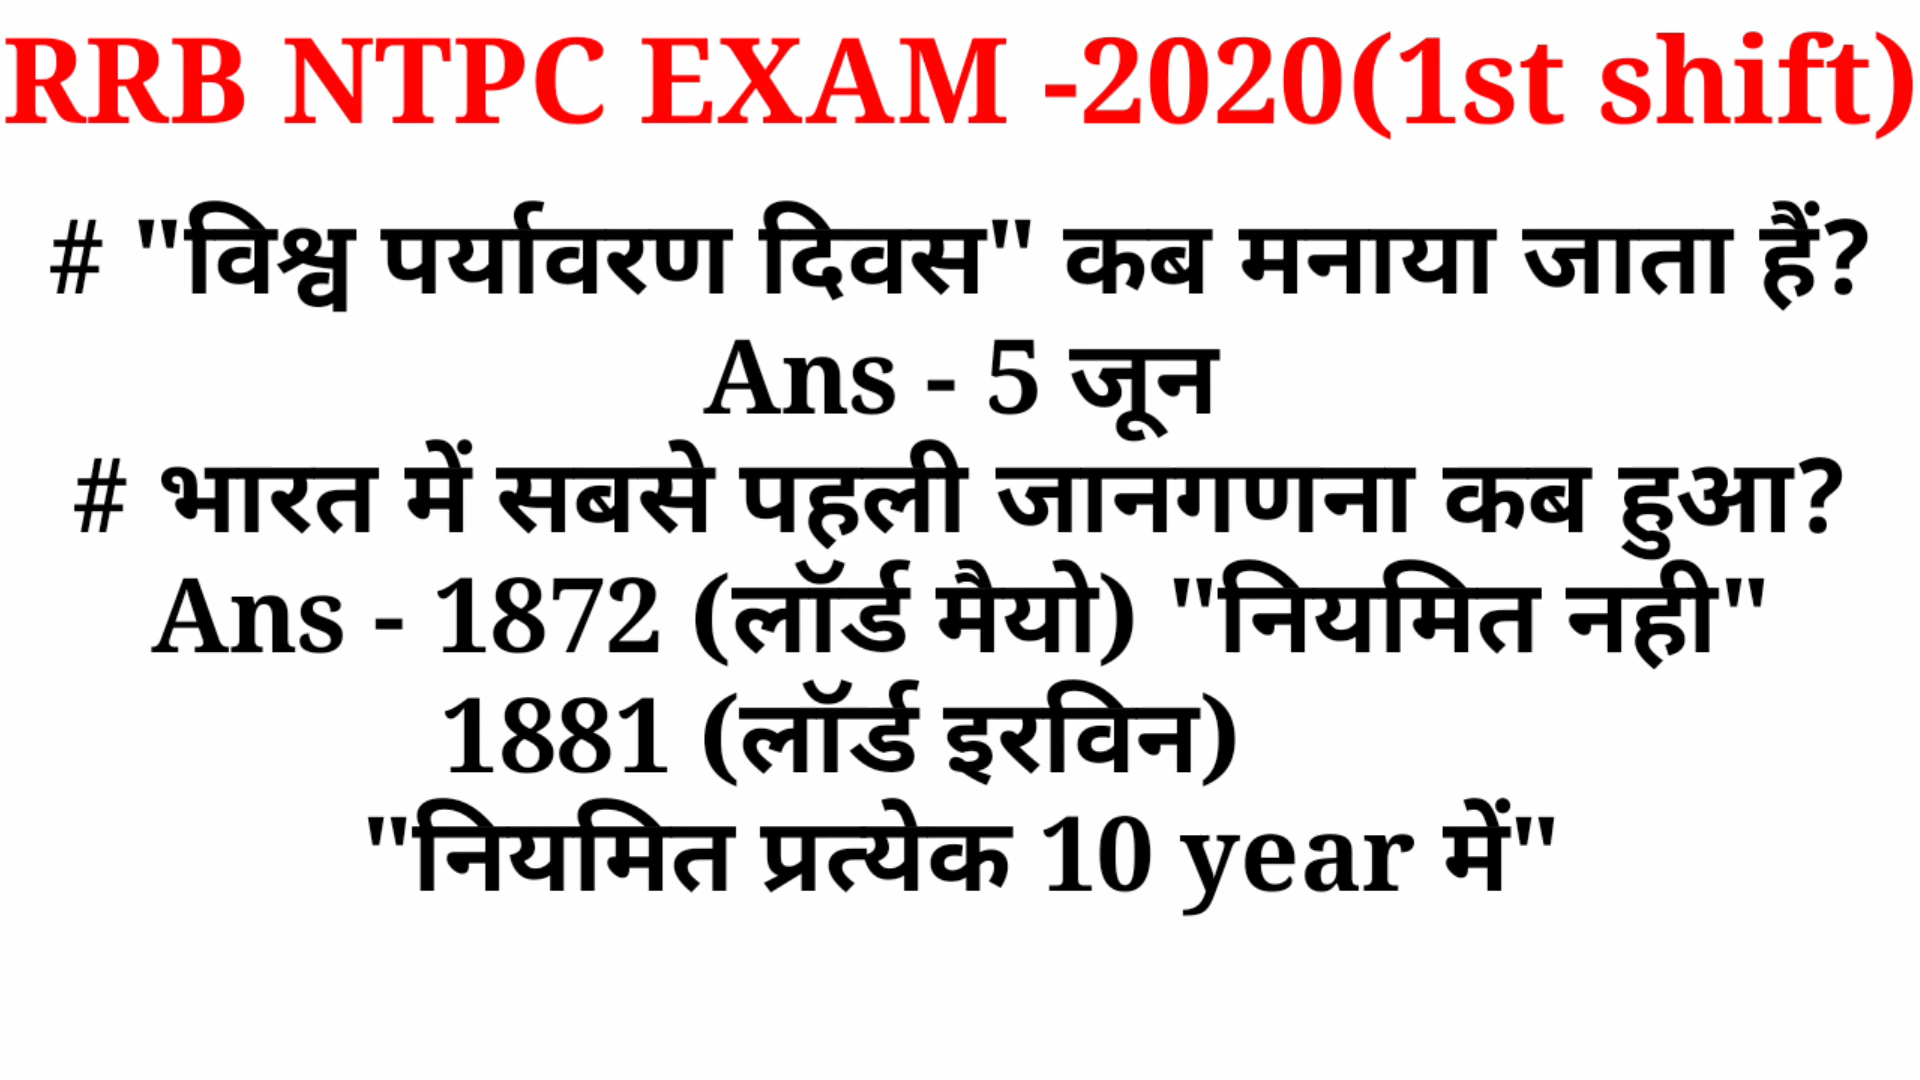 RRB NTPC EXAM -2020(1st shift)
# "विश्व पर्यावरण दिवस" कब मनाया जाता हैं?
Ans - 5 जून
# भारत में सबसे पहली जानगणना कब हुआ?
Ans - 1872 (लॉर्ड मैयो) "नियमित नही"
1881 (लॉर्ड इरविन)
"नियमित प्रत्येक 10 year में"